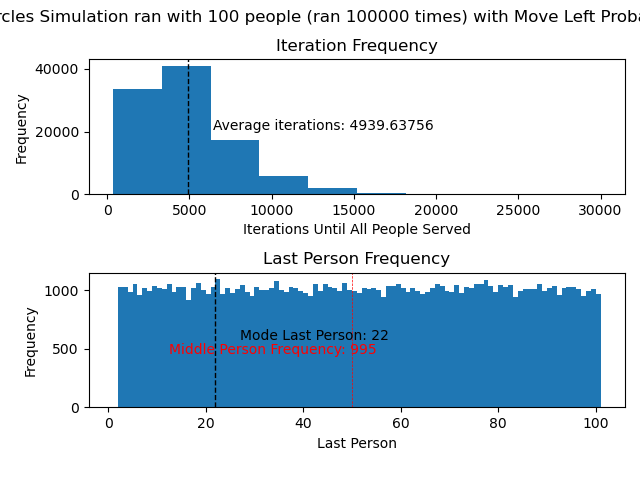 rcles Simulation ran with 100 people (ran 100000 times) with Move Left Proba
Iteration Frequency
40000
20000
0
Frequency
Average iterations: 4939.63756
0 5000 10000 15000 20000 25000 30000
Iterations Until All People Served
Last Person Frequency
1000
500
0
Frequency
Mode Last Person: 22
Middle Person Frequency: 995
0 20 40 60 80 100
Last Person